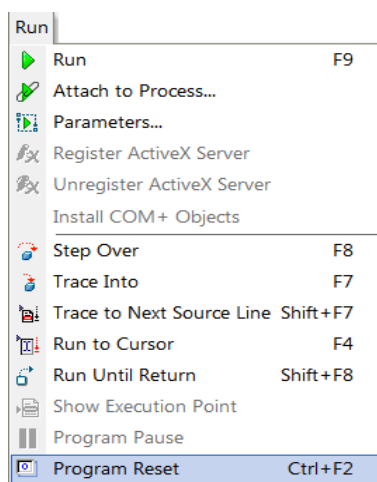 Run
Run F9
Attach to Process...
Parameters...
Register ActiveX Server
Unregister ActiveX Server
Install COM+ Objects
Step Over F8
Trace Into F7
Trace to Next Source Line Shift+F7
Run to Cursor F4
Run Until Return Shift+F8
Show Execution Point
Program Pause
Program Reset Ctrl+F2